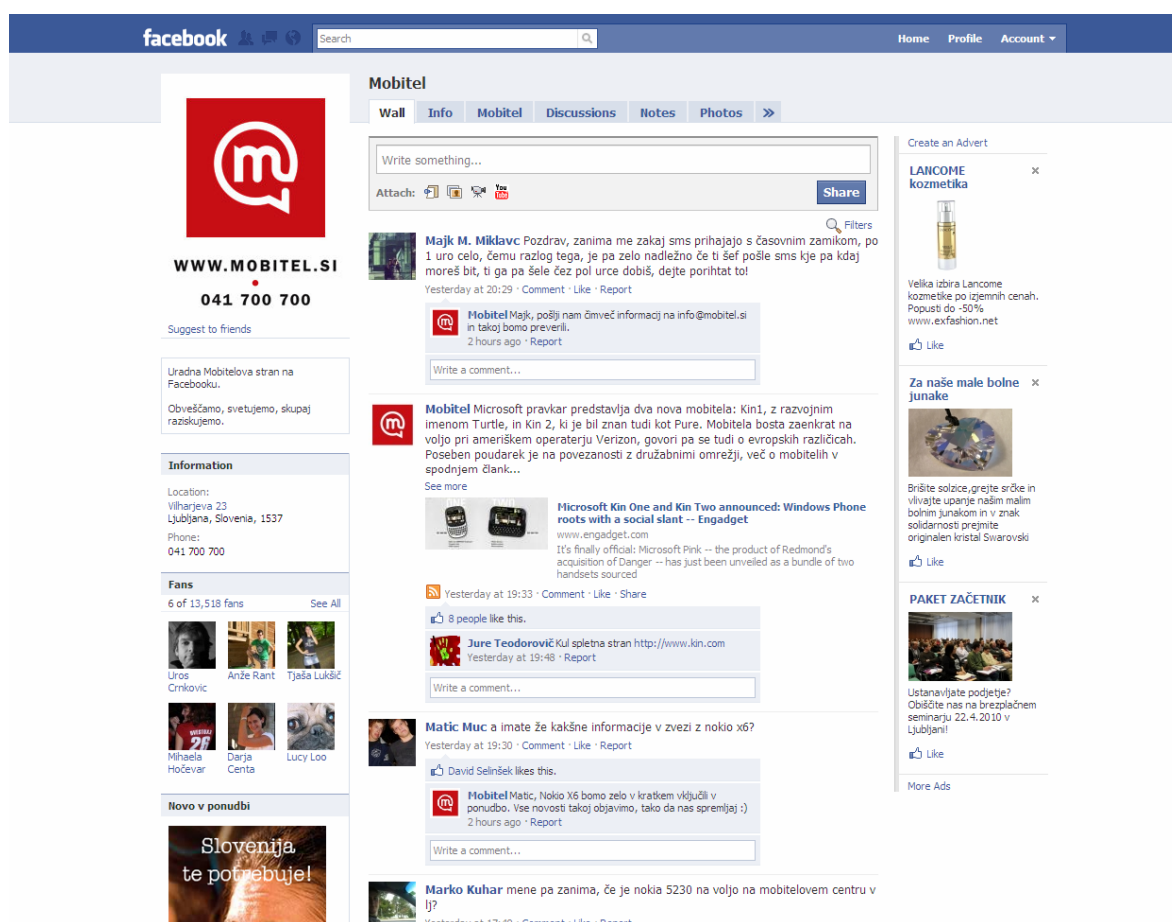 facebook
Search
Home Profile Account
m
WWW.MOBITEL.SI
041 700 700
Suggest to friends
Uradna Mobitelova stran na
Facebooku.
Obveščamo, svetujemo, skupaj
raziskujemo.
Information
Location:
Vilharjeva 23
Ljubljana, Slovenia, 1537
Phone:
041 700 700
Fans
6 of 13,518 fans See All
Uros
Crnkovic
Anže Rant
Tjaša Lukšič
Mihaela
Hočevar
Darja
Centa
Lucy Loo
Novo v ponudbi
Slovenija
te potrebuje!
Mobitel
Wall Info Mobitel Discussions Notes Photos »
Write something...
Attach: Share
Filters
Majk M. Miklavc Pozdrav, zanima me zakaj sms prihajajo s časovnim zamikom, po
1 uro celo, čemu razlog tega, je pa zelo nadležno če ti šef pošle sms kje pa kdaj
moreš bit, ti ga pa šele čez pol urce dobiš, dejte porihtat to!
Yesterday at 20:29 · Comment · Like · Report
Mobitel Majk, pošlji nam čimveč informacij na info@mobitel.si
in takoj bomo preverili.
2 hours ago · Report
Write a comment...
Mobitel Microsoft pravkar predstavlja dva nova mobitela: Kin1, z razvojnim
imenom Turtle, in Kin 2, ki je bil znan tudi kot Pure. Mobitela bosta zaenkrat na
voljo pri ameriškem operaterju Verizon, govori pa se tudi o evropskih različicah.
Poseben poudarek je na povezanosti z družabnimi omrežji, več o mobitelih v
spodnjem člank...
See more
Microsoft Kin One and Kin Two announced: Windows Phone
roots with a social slant -- Engadget
www.engadget.com
It's finally official: Microsoft Pink -- the product of Redmond's
acquisition of Danger -- has just been unveiled as a bundle of two
handsets sourced
Yesterday at 19:33 · Comment · Like · Share
8 people like this.
Jure Teodorovič Kul spletna stran http://www.kin.com
Yesterday at 19:48 · Report
Write a comment...
Matic Muc a imate že kakšne informacije v zvezi z nokio x6?
Yesterday at 19:30 · Comment · Like · Report
David Selinšek likes this.
Mobitel Matic, Nokio X6 bomo zelo v kratkem vključili v
ponudbo. Vse novosti takoj objavimo, tako da nas spremljaj :)
2 hours ago · Report
Write a comment...
Marko Kuhar mene pa zanima, če je nokia 5230 na voljo na mobitelovem centru v
lj?
Yesterday at 17:49 · Comment · Like · Report
Create an Advert
LANCOME
kozmetika
Velika izbira Lancome
kozmetike po izjemnih cenah.
Popusti do -50%
www.exfashion.net
Like
Za naše male bolne
junake
Brišite solzice,grejte srčke in
vlivajte upanje našim malim
bolnim junakom in v znak
solidarnosti prejmite
originalen kristal Swarovski
Like
PAKET ZAČETNIK
Ustanavljate podjetje?
Obiščite nas na brezplačnem
seminarju 22.4.2010 v
Ljubljani!
Like
More Ads